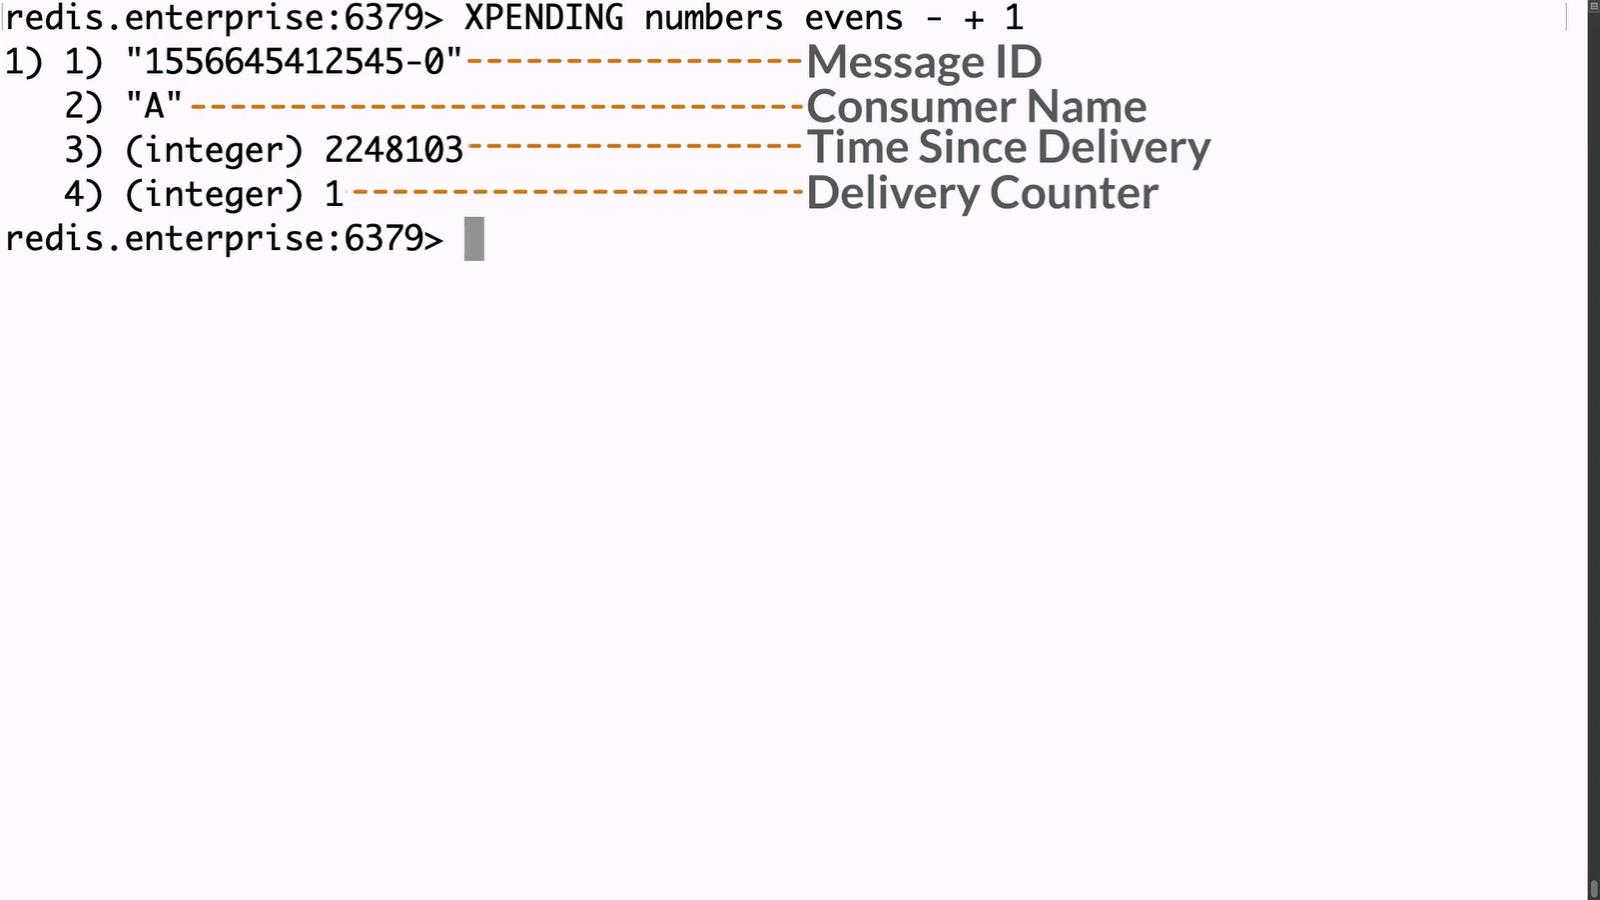 redis.enterprise:6379> XPENDING numbers evens - + 1
1) 1) "1556645412545-0" Message ID
2) "A" Consumer Name
3) (integer) 2248103 Time Since Delivery
4) (integer) 1 Delivery Counter
redis.enterprise:6379>